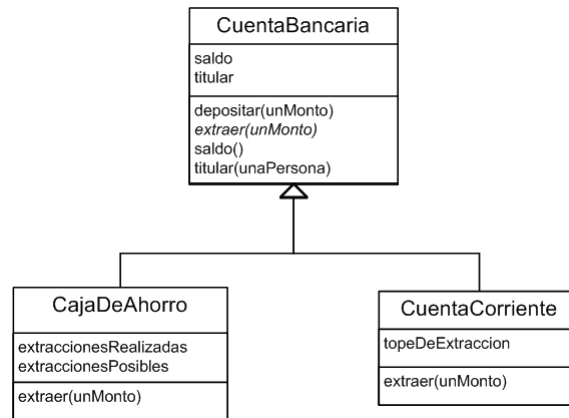 CuentaBancaria
saldo
titular
depositar(unMonto)
extraer(unMonto)
saldo()
titular(unaPersona)
CajaDeAhorro
extraccionesRealizadas
extraccionesPosibles
extraer(unMonto)
CuentaCorriente
topeDeExtraccion
extraer(unMonto)